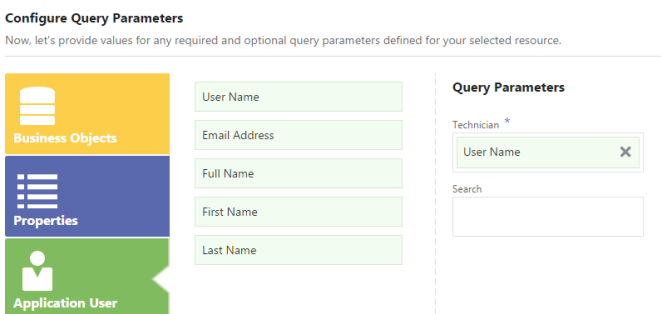 Configure Query Parameters
Now, let's provide values for any required and optional query parameters defined for your selected resource.
Business Objects
Properties
Application User
User Name
Email Address
Full Name
First Name
Last Name
Query Parameters
Technician *
User Name
Search